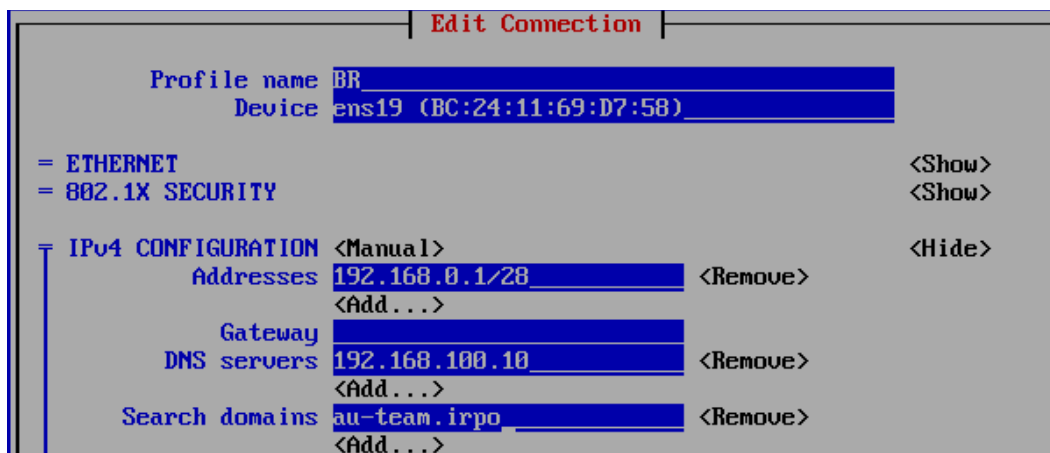 Edit Connection
Profile name BR
Device ens19 (BC:24:11:69:D7:58)
= ETHERNET <Show>
= 802.1X SECURITY <Show>
IPv4 CONFIGURATION <Manual> <Hide>
Addresses 192.168.0.1/28 <Remove>
<Add...>
Gateway
DNS servers 192.168.100.10 <Remove>
<Add...>
Search domains au-team.irpo <Remove>
<Add...>